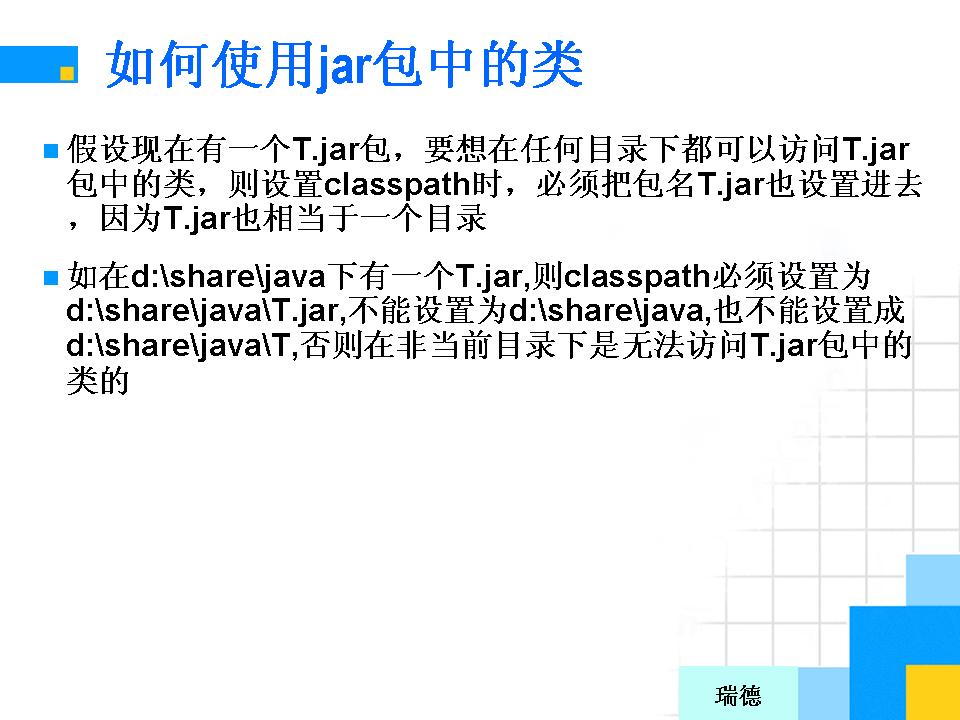 如何使用jar包中的类
假设现在有一个T.jar包，要想在任何目录下都可以访问T.jar
包中的类，则设置classpath时，必须把包名T.jar也设置进去
，因为T.jar也相当于一个目录
如在d:\share\java下有一个T.jar,则classpath必须设置为
d:\share\java\T.jar,不能设置为d:\share\java,也不能设置成
d:\share\java\T,否则在非当前目录下是无法访问T.jar包中的
类的
瑞德